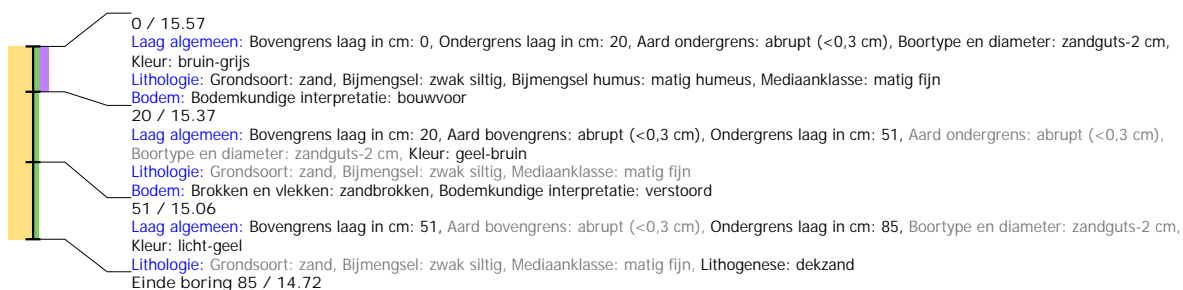 0 / 15.57
Laag algemeen: Bovengrens laag in cm: 0, Ondergrens laag in cm: 20, Aard ondergrens: abrupt (<0,3 cm), Boortype en diameter: zandguts-2 cm,
Kleur: bruin-grijs
Lithologie: Grondsoort: zand, Bijmengsel: zwak siltig, Bijmengsel humus: matig humeus, Mediaanklasse: matig fijn
Bodem: Bodemkundige interpretatie: bouwvoor
20 / 15.37
Laag algemeen: Bovengrens laag in cm: 20, Aard bovengrens: abrupt (<0,3 cm), Ondergrens laag in cm: 51, Aard ondergrens: abrupt (<0,3 cm),
Boortype en diameter: zandguts-2 cm, Kleur: geel-bruin
Lithologie: Grondsoort: zand, Bijmengsel: zwak siltig, Mediaanklasse: matig fijn
Bodem: Brokken en vlekken: zandbrokken, Bodemkundige interpretatie: verstoord
51 / 15.06
Laag algemeen: Bovengrens laag in cm: 51, Aard bovengrens: abrupt (<0,3 cm), Ondergrens laag in cm: 85, Boortype en diameter: zandguts-2 cm,
Kleur: licht-geel
Lithologie: Grondsoort: zand, Bijmengsel: zwak siltig, Mediaanklasse: matig fijn, Lithogenese: dekzand
Einde boring 85 / 14.72